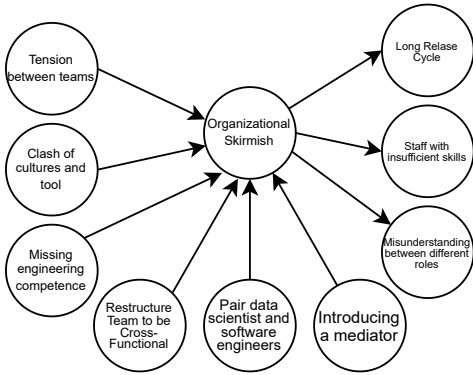 Tension
between teams
Clash of
cultures and
tool
Missing
engineering
competence
Organizational
Skirmish
Long Relase
Cycle
Staff with
insufficient skills
Misunderstanding
between different
roles
Restructure
Team to be
Cross-
Functional
Pair data
scientist and
software
engineers
Introducing
a mediator